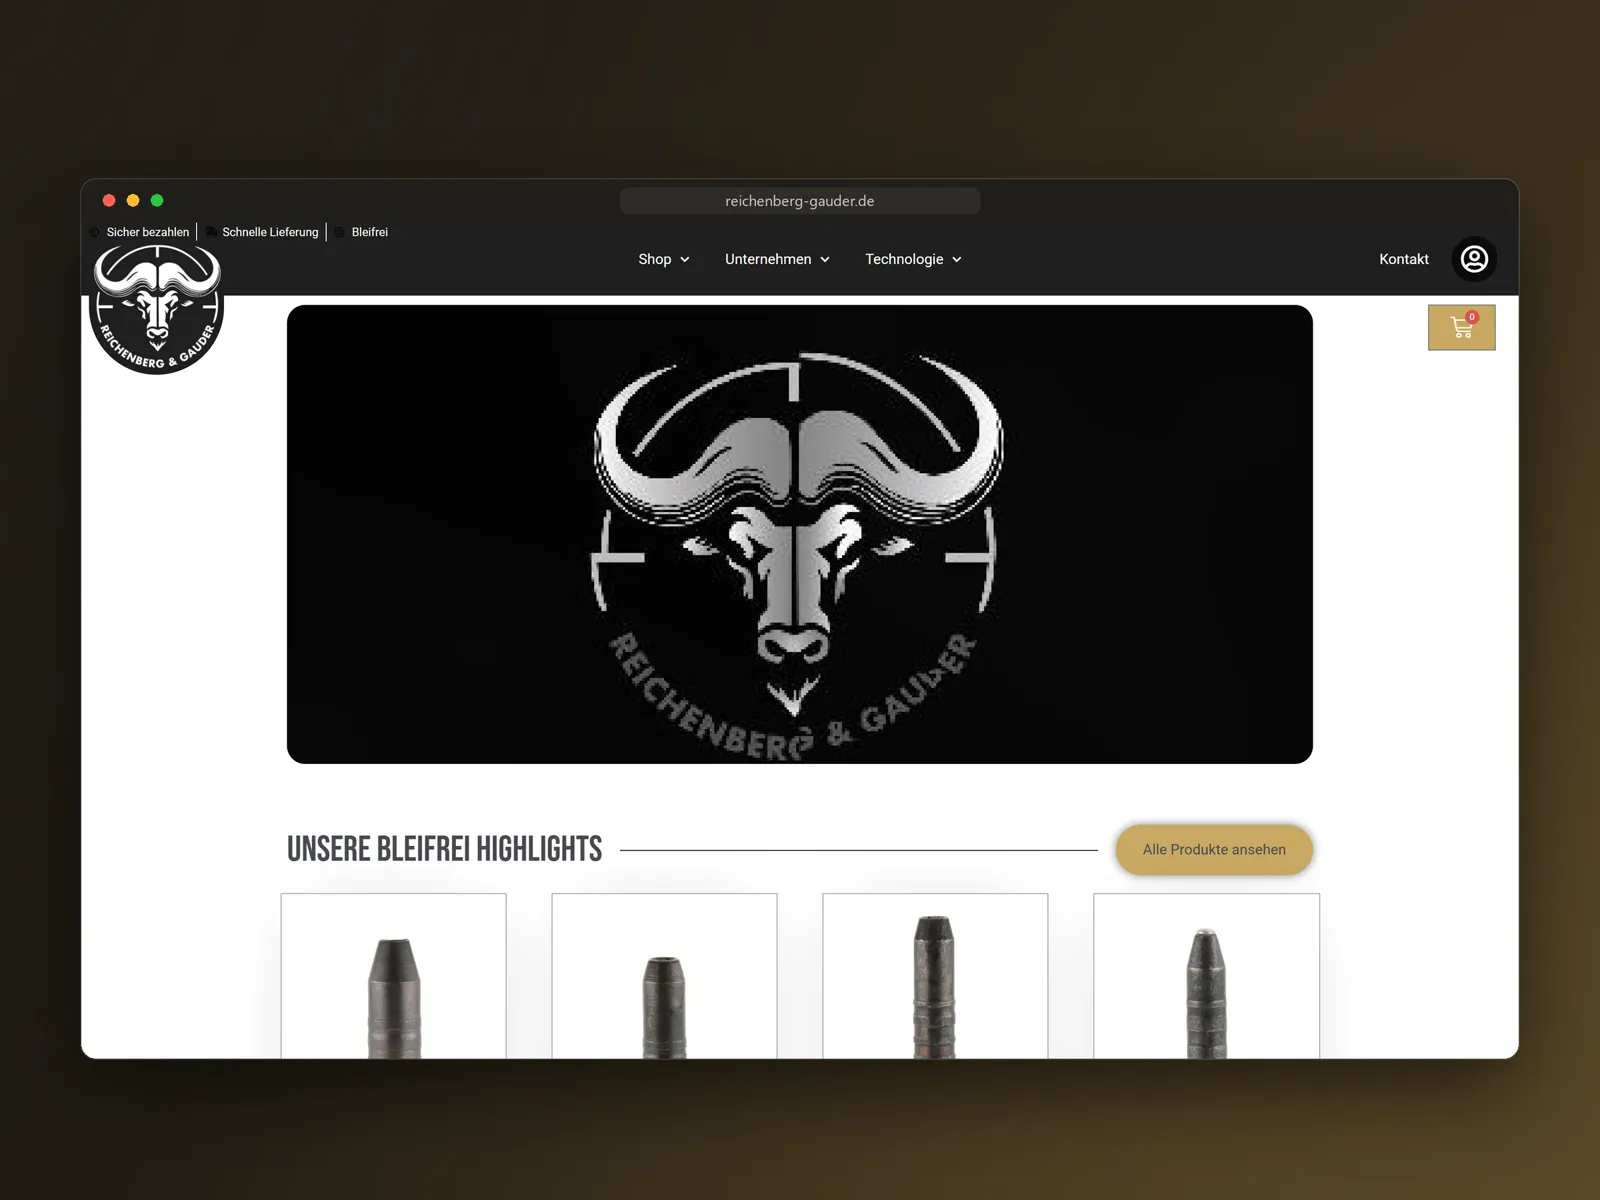 reichenberg-gauder.de
Sicher bezahlen
Schnelle Lieferung
Bleifrei
Shop
Unternehmen
Technologie
Kontakt
REICHENBERG & GAUDER
0
REICHENBERG & GAUDER
UNSERE BLEIFREI HIGHLIGHTS
Alle Produkte ansehen